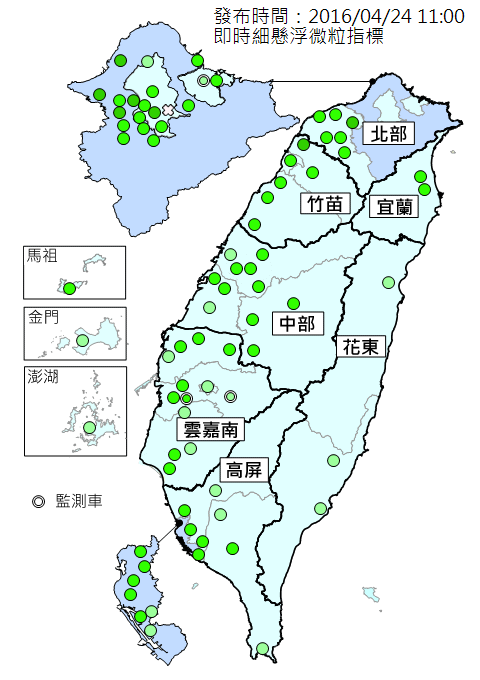 發布時間：2016/04/24 11:00
即時細懸浮微粒指標
北部
竹苗
宜蘭
馬祖
金門
中部
花東
澎湖
雲嘉南
高屏
監測車